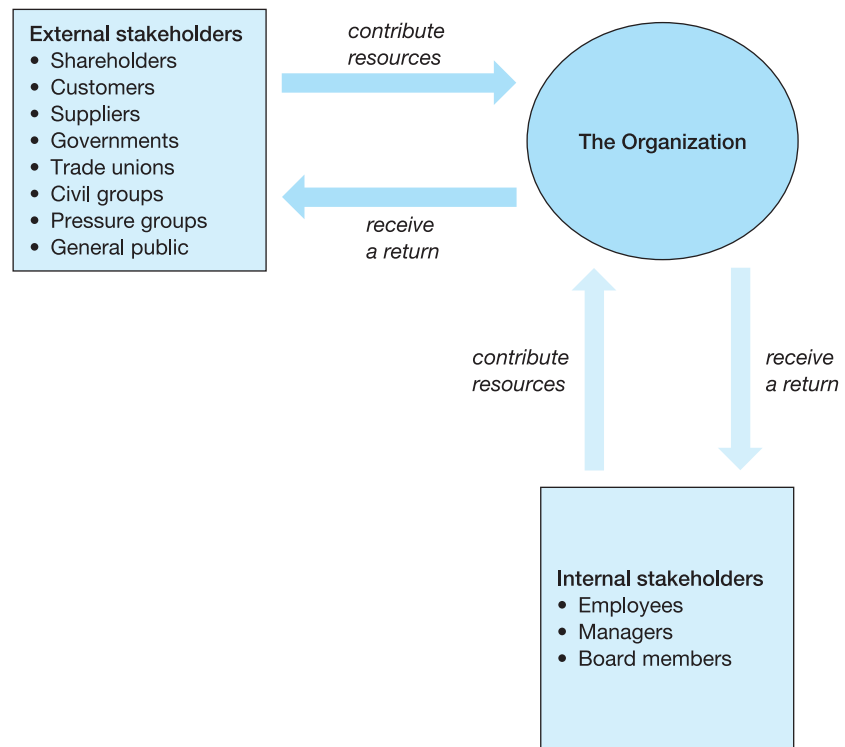 External stakeholders
• Shareholders
• Customers
• Suppliers
• Governments
• Trade unions
• Civil groups
• Pressure groups
• General public
contribute
resources
The Organization
receive
a return
contribute
resources
receive
a return
Internal stakeholders
• Employees
• Managers
• Board members